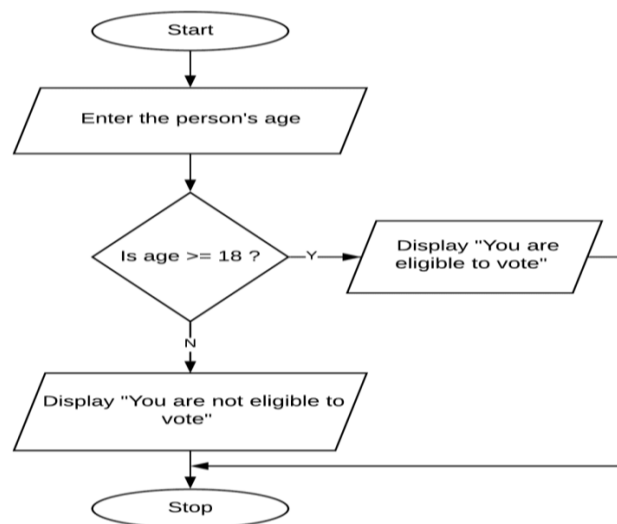 Start
Enter the person's age
Is age >= 18 ?
Y
Display "You are
eligible to vote"
N
Display "You are not eligible to
vote"
Stop